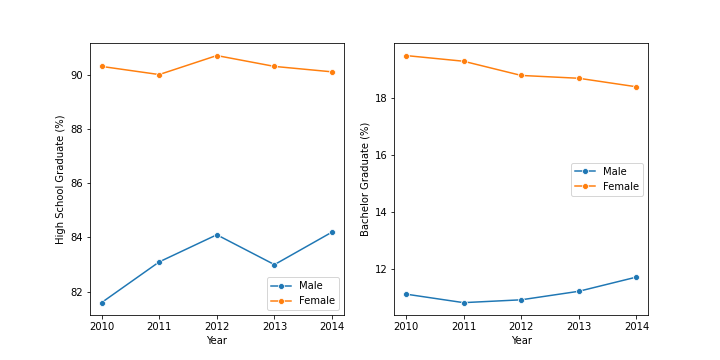 High School Graduate (%)
90
88
86
84
82
2010 2011 2012 2013 2014
Year
Male
Female
Bachelor Graduate (%)
18
16
14
12
2010 2011 2012 2013 2014
Year
Male
Female